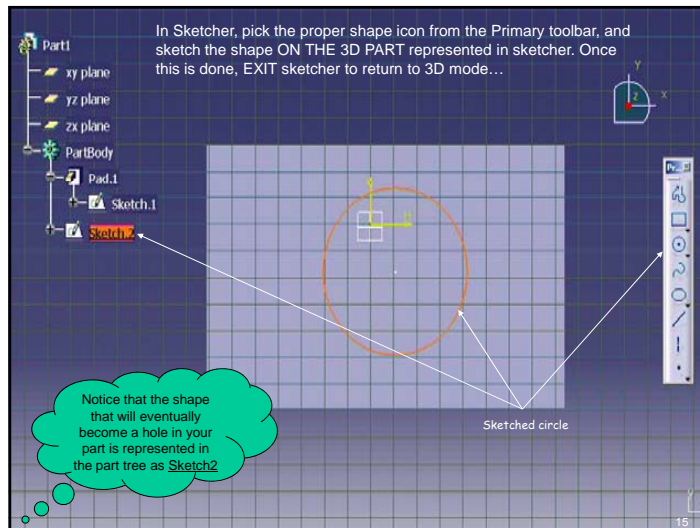 In Sketcher, pick the proper shape icon from the Primary toolbar, and
sketch the shape ON THE 3D PART represented in sketcher. Once
this is done, EXIT sketcher to return to 3D mode…
Part1
xy plane
yz plane
zx plane
PartBody
Pad.1
Sketch.1
Sketch.2
Y
X
Z
V
H
Pr..
Sketched circle
Notice that the shape
that will eventually
become a hole in your
part is represented in
the part tree as Sketch2
y
15